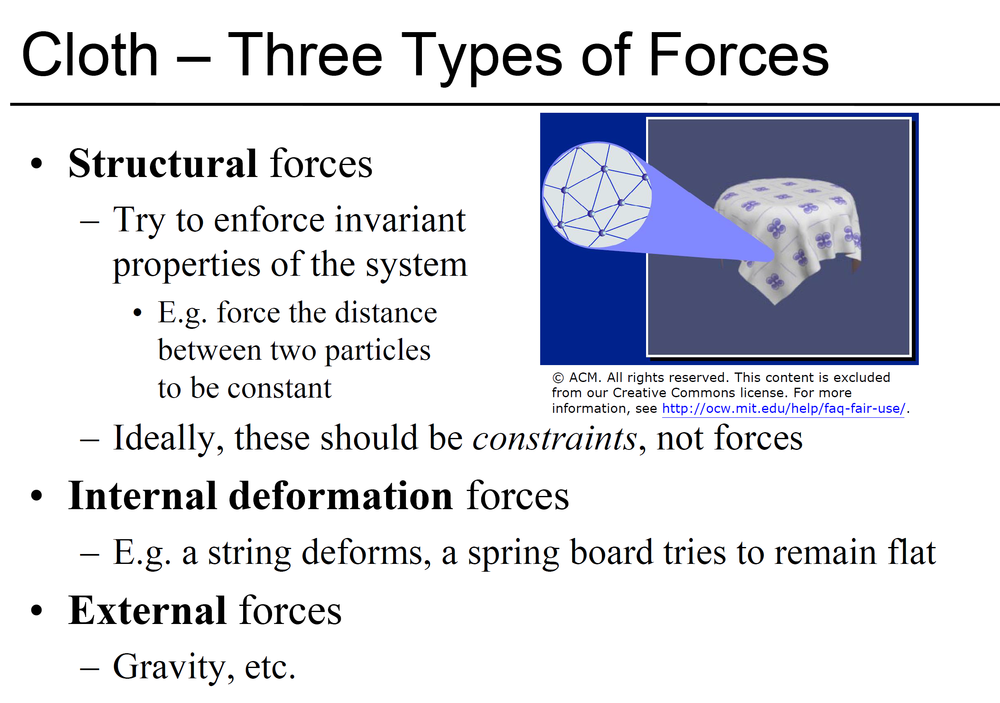 Cloth – Three Types of Forces
• Structural forces
– Try to enforce invariant
properties of the system
• E.g. force the distance
between two particles
to be constant
© ACM. All rights reserved. This content is excluded
from our Creative Commons license. For more
information, see http://ocw.mit.edu/help/faq-fair-use/.
– Ideally, these should be constraints, not forces
• Internal deformation forces
– E.g. a string deforms, a spring board tries to remain flat
• External forces
– Gravity, etc.